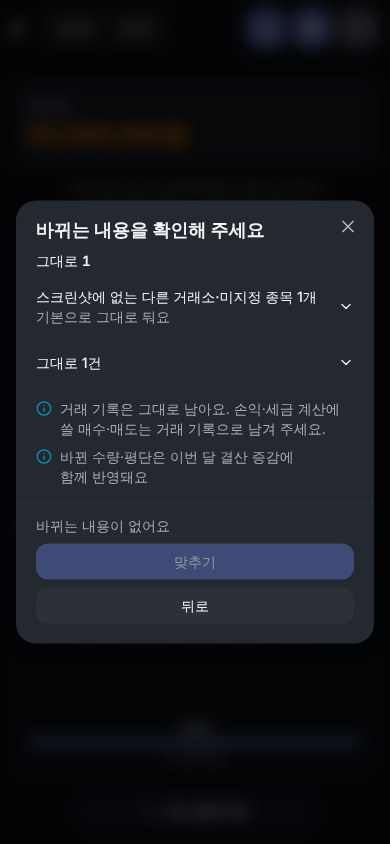 바뀌는 내용을 확인해 주세요
그대로 1
스크린샷에 없는 다른 거래소·미지정 종목 1개
기본으로 그대로 둬요
그대로 1건
거래 기록은 그대로 남아요. 손익·세금 계산에
쓸 매수·매도는 거래 기록으로 남겨 주세요.
바뀐 수량·평단은 이번 달 결산 증감에
함께 반영돼요
바뀌는 내용이 없어요
맞추기
뒤로